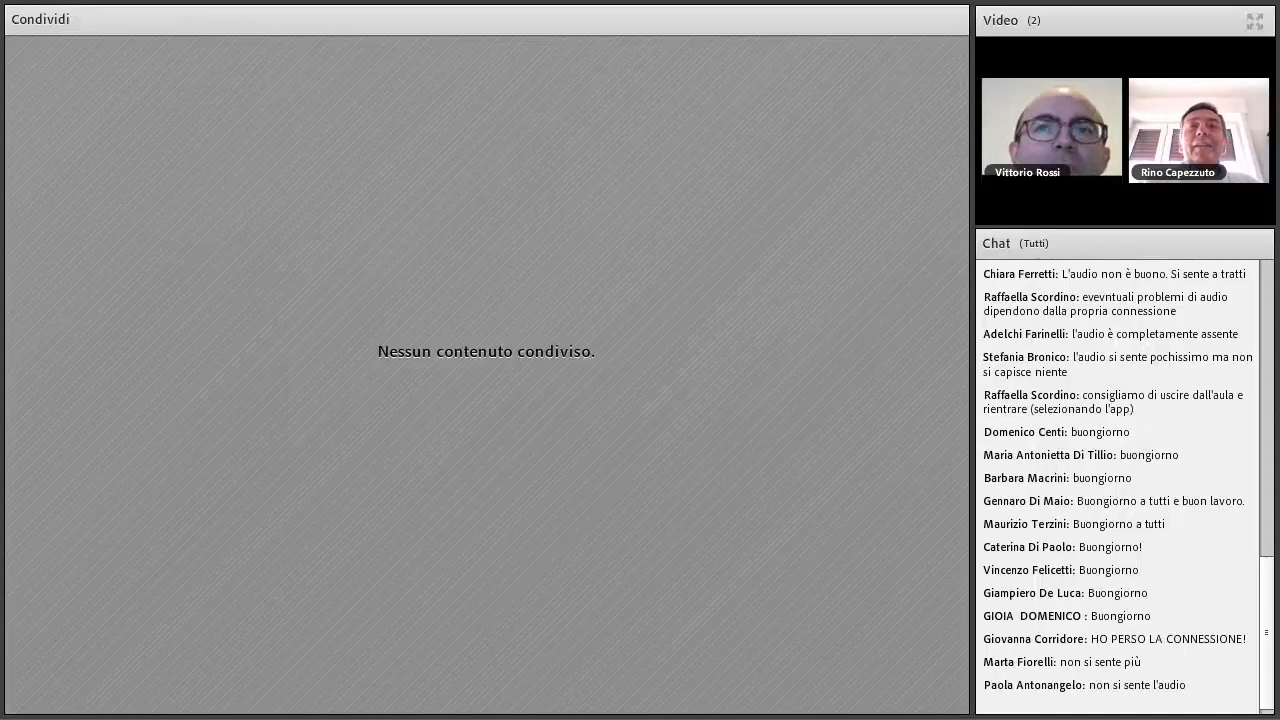 Condividi
Nessun contenuto condiviso.
Video (2)
Vittorio Rossi
Rino Capezzuto
Chat (Tutti)
Chiara Ferretti: L'audio non è buono. Si sente a tratti
Raffaella Scordino: evevntuali problemi di audio
dipendono dalla propria connessione
Adelchi Farinelli: l'audio è completamente assente
Stefania Bronico: l'audio si sente pochissimo ma non
si capisce niente
Raffaella Scordino: consigliamo di uscire dall'aula e
rientrare (selezionando l'app)
Domenico Centi: buongiorno
Maria Antonietta Di Tillio: buongiorno
Barbara Macrini: buongiorno
Gennaro Di Maio: Buongiorno a tutti e buon lavoro.
Maurizio Terzini: Buongiorno a tutti
Caterina Di Paolo: Buongiorno!
Vincenzo Felicetti: Buongiorno
Giampiero De Luca: Buongiorno
GIOIA DOMENICO : Buongiorno
Giovanna Corridore: HO PERSO LA CONNESSIONE!
Marta Fiorelli: non si sente più
Paola Antonangelo: non si sente l'audio